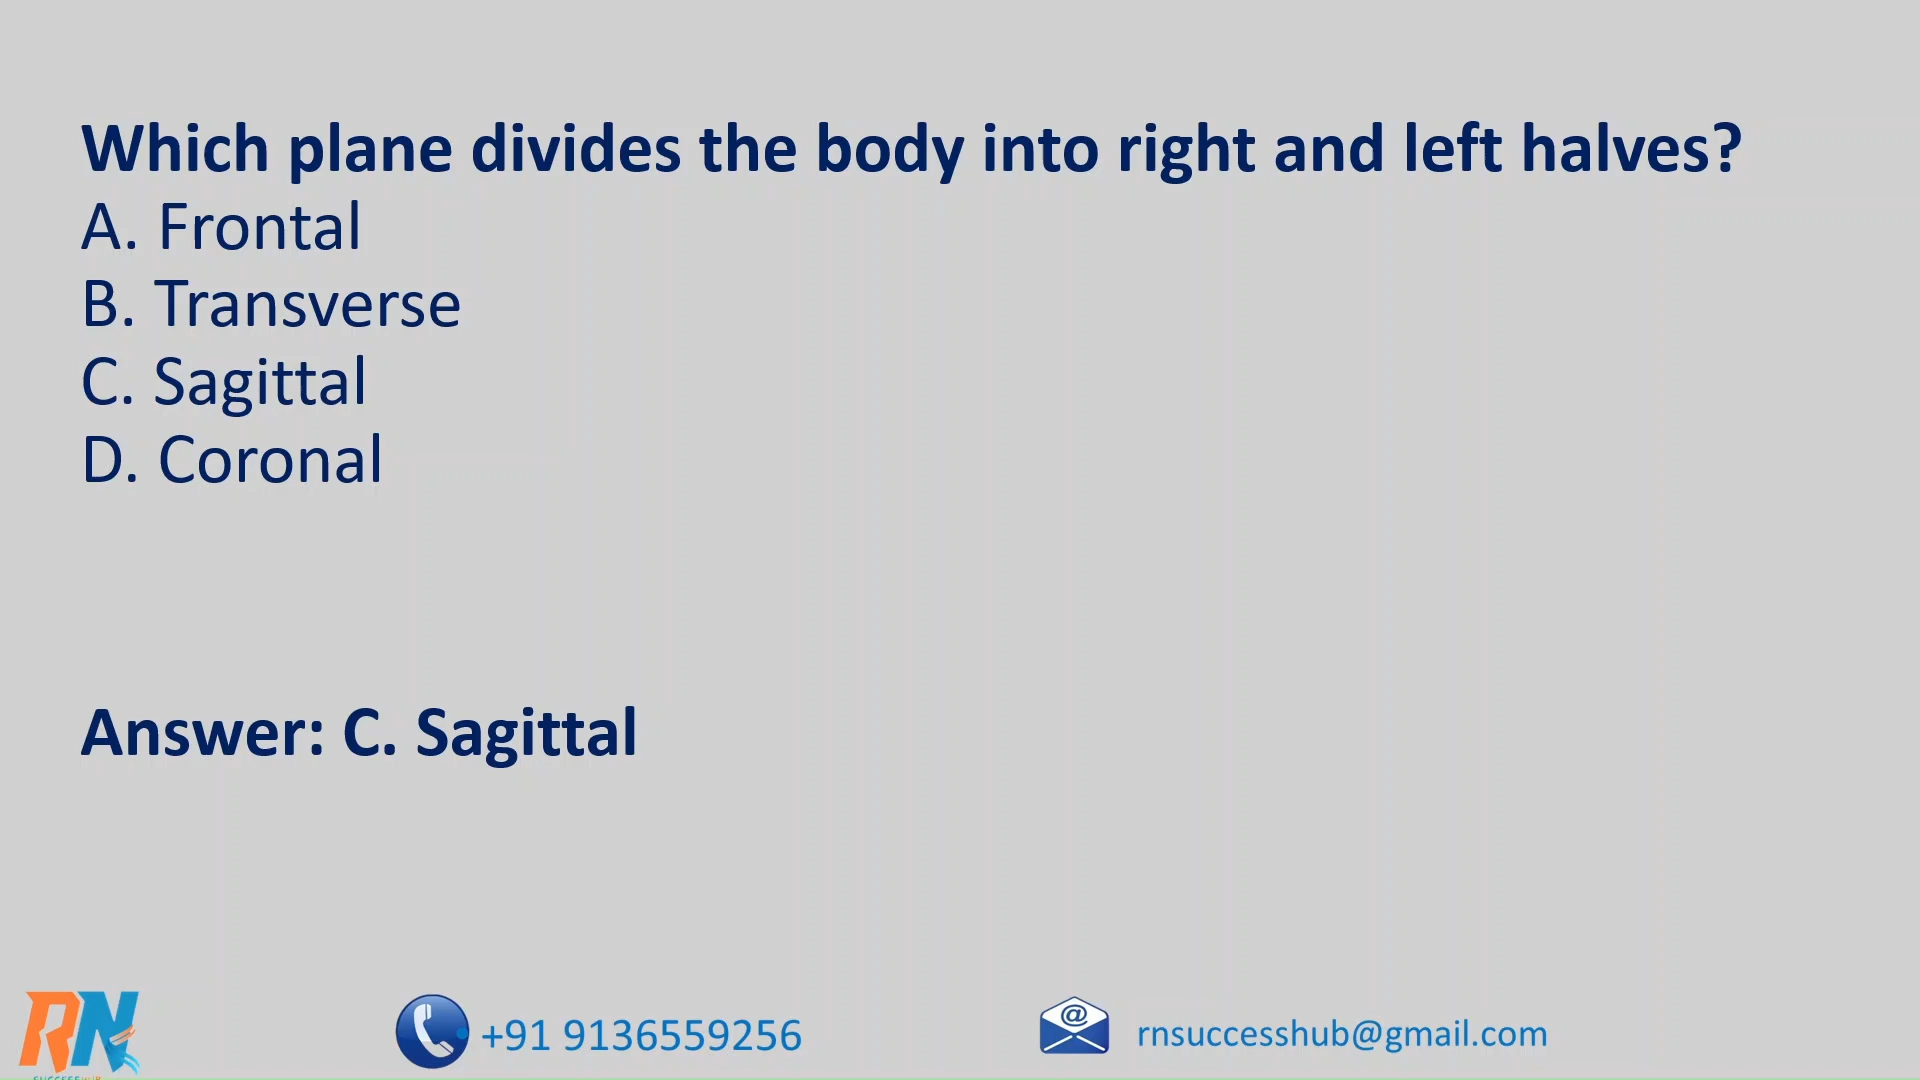 Which plane divides the body into right and left halves?
A. Frontal
B. Transverse
C. Sagittal
D. Coronal
Answer: C. Sagittal
RN
+91 9136559256
@
rnsuccesshub@gmail.com